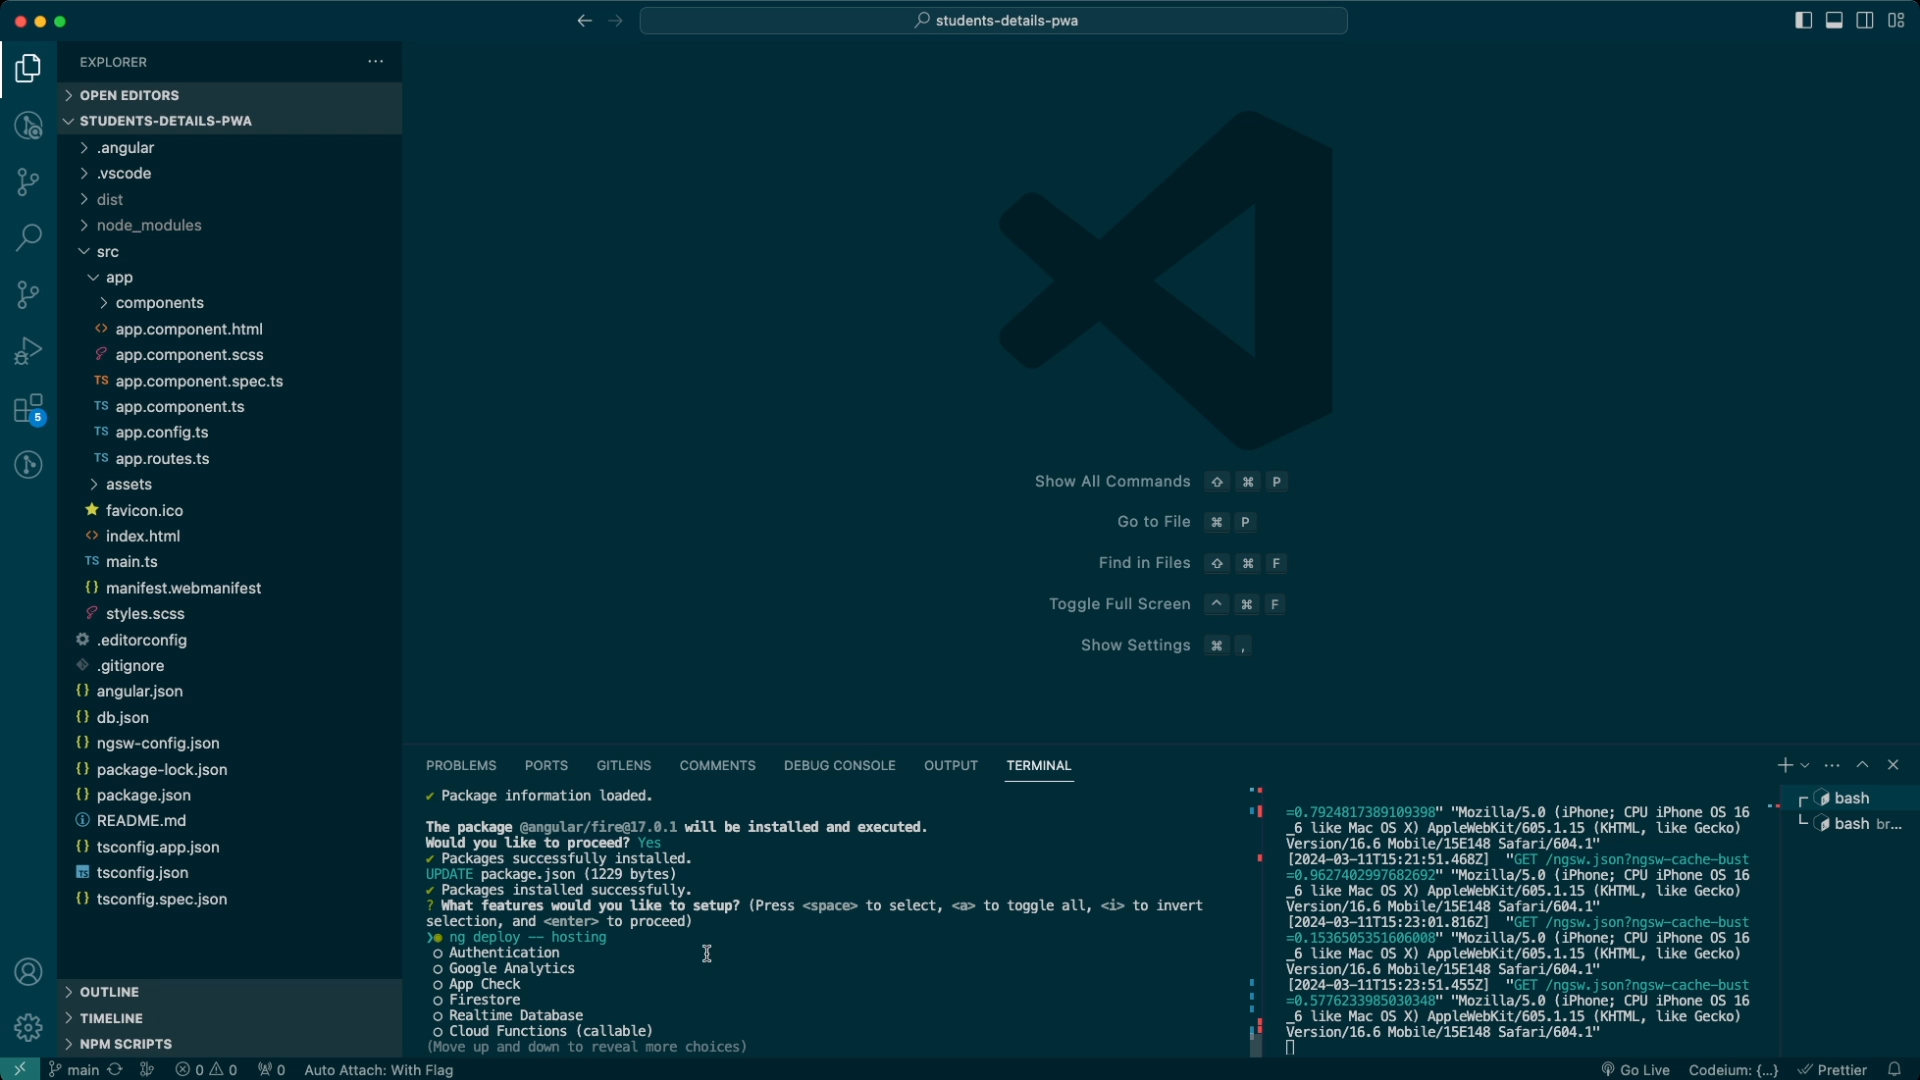 students-details-pwa
EXPLORER
OPEN EDITORS
STUDENTS-DETAILS-PWA
.angular
.vscode
dist
node_modules
src
app
components
app.component.html
app.component.scss
TS app.component.spec.ts
TS app.component.ts
TS app.config.ts
TS app.routes.ts
assets
favicon.ico
index.html
TS main.ts
{} manifest.webmanifest
styles.scss
.editorconfig
.gitignore
{} angular.json
{} db.json
{} ngsw-config.json
{} package-lock.json
{} package.json
README.md
{} tsconfig.app.json
TS tsconfig.json
{} tsconfig.spec.json
OUTLINE
TIMELINE
NPM SCRIPTS
5
Show All Commands ⇧ ⌘ P
Go to File ⌘ P
Find in Files ⇧ ⌘ F
Toggle Full Screen ^ ⌘ F
Show Settings ⌘ ,
PROBLEMS PORTS GITLENS COMMENTS DEBUG CONSOLE OUTPUT TERMINAL
✔ Package information loaded.
The package @angular/fire@17.0.1 will be installed and executed.
Would you like to proceed? Yes
✔ Packages successfully installed.
UPDATE package.json (1229 bytes)
✔ Packages installed successfully.
? What features would you like to setup? (Press <space> to select, <a> to toggle all, <i> to invert
selection, and <enter> to proceed)
❯◉ ng deploy -- hosting
◯ Authentication
◯ Google Analytics
◯ App Check
◯ Firestore
◯ Realtime Database
◯ Cloud Functions (callable)
(Move up and down to reveal more choices)
=0.7924817389109398" "Mozilla/5.0 (iPhone; CPU iPhone OS 16
_6 like Mac OS X) AppleWebKit/605.1.15 (KHTML, like Gecko)
Version/16.6 Mobile/15E148 Safari/604.1"
[2024-03-11T15:21:51.468Z]  "GET /ngsw.json?ngsw-cache-bust
=0.9627402997682692" "Mozilla/5.0 (iPhone; CPU iPhone OS 16
_6 like Mac OS X) AppleWebKit/605.1.15 (KHTML, like Gecko)
Version/16.6 Mobile/15E148 Safari/604.1"
[2024-03-11T15:23:01.816Z]  "GET /ngsw.json?ngsw-cache-bust
=0.1536505351606008" "Mozilla/5.0 (iPhone; CPU iPhone OS 16
_6 like Mac OS X) AppleWebKit/605.1.15 (KHTML, like Gecko)
Version/16.6 Mobile/15E148 Safari/604.1"
[2024-03-11T15:23:51.455Z]  "GET /ngsw.json?ngsw-cache-bust
=0.5776233985030348" "Mozilla/5.0 (iPhone; CPU iPhone OS 16
_6 like Mac OS X) AppleWebKit/605.1.15 (KHTML, like Gecko)
Version/16.6 Mobile/15E148 Safari/604.1"
bash
bash br...
main 0 0 0 Auto Attach: With Flag Go Live Codeium: {...} Prettier